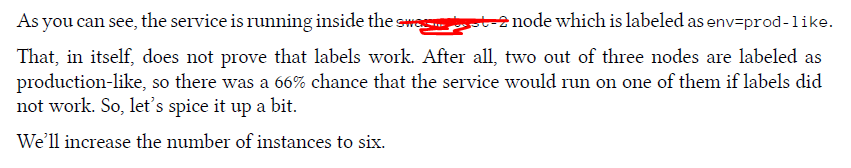 As you can see, the service is running inside the node which is labeled as env=prod-like.
That, in itself, does not prove that labels work. After all, two out of three nodes are labeled as
production-like, so there was a 66% chance that the service would run on one of them if labels did
not work. So, let’s spice it up a bit.
We’ll increase the number of instances to six.